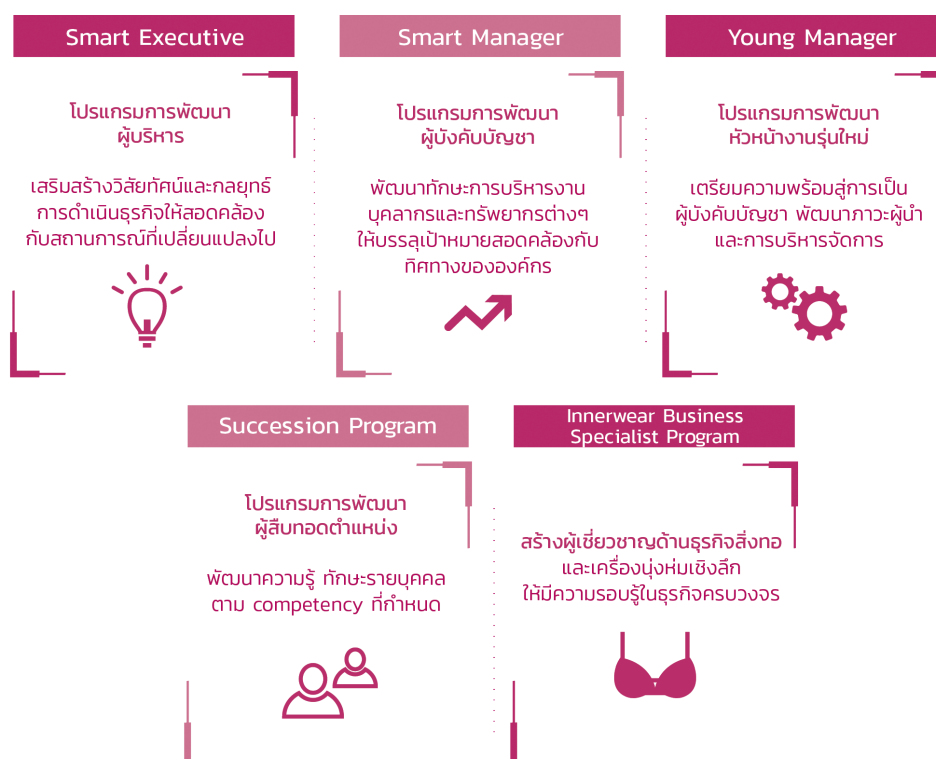 Smart Executive
โปรแกรมการพัฒนา
ผู้บริหาร
เสริมสร้างวิสัยทัศน์และกลยุทธ์
การดำเนินธุรกิจให้สอดคล้อง
กับสถานการณ์ที่เปลี่ยนแปลงไป
Smart Manager
โปรแกรมการพัฒนา
ผู้บังคับบัญชา
พัฒนาทักษะการบริหารงาน
บุคลากรและทรัพยากรต่างๆ
ให้บรรลุเป้าหมายสอดคล้องกับ
ทิศทางขององค์กร
Young Manager
โปรแกรมการพัฒนา
หัวหน้างานรุ่นใหม่
เตรียมความพร้อมสู่การเป็น
ผู้บังคับบัญชา พัฒนาภาวะผู้นำ
และการบริหารจัดการ
Succession Program
โปรแกรมการพัฒนา
ผู้สืบทอดตำแหน่ง
พัฒนาความรู้ ทักษะรายบุคคล
ตาม competency ที่กำหนด
Innerwear Business
Specialist Program
สร้างผู้เชี่ยวชาญด้านธุรกิจสิ่งทอ
และเครื่องนุ่งห่มเชิงลึก
ให้มีความรอบรู้ในธุรกิจครบวงจร